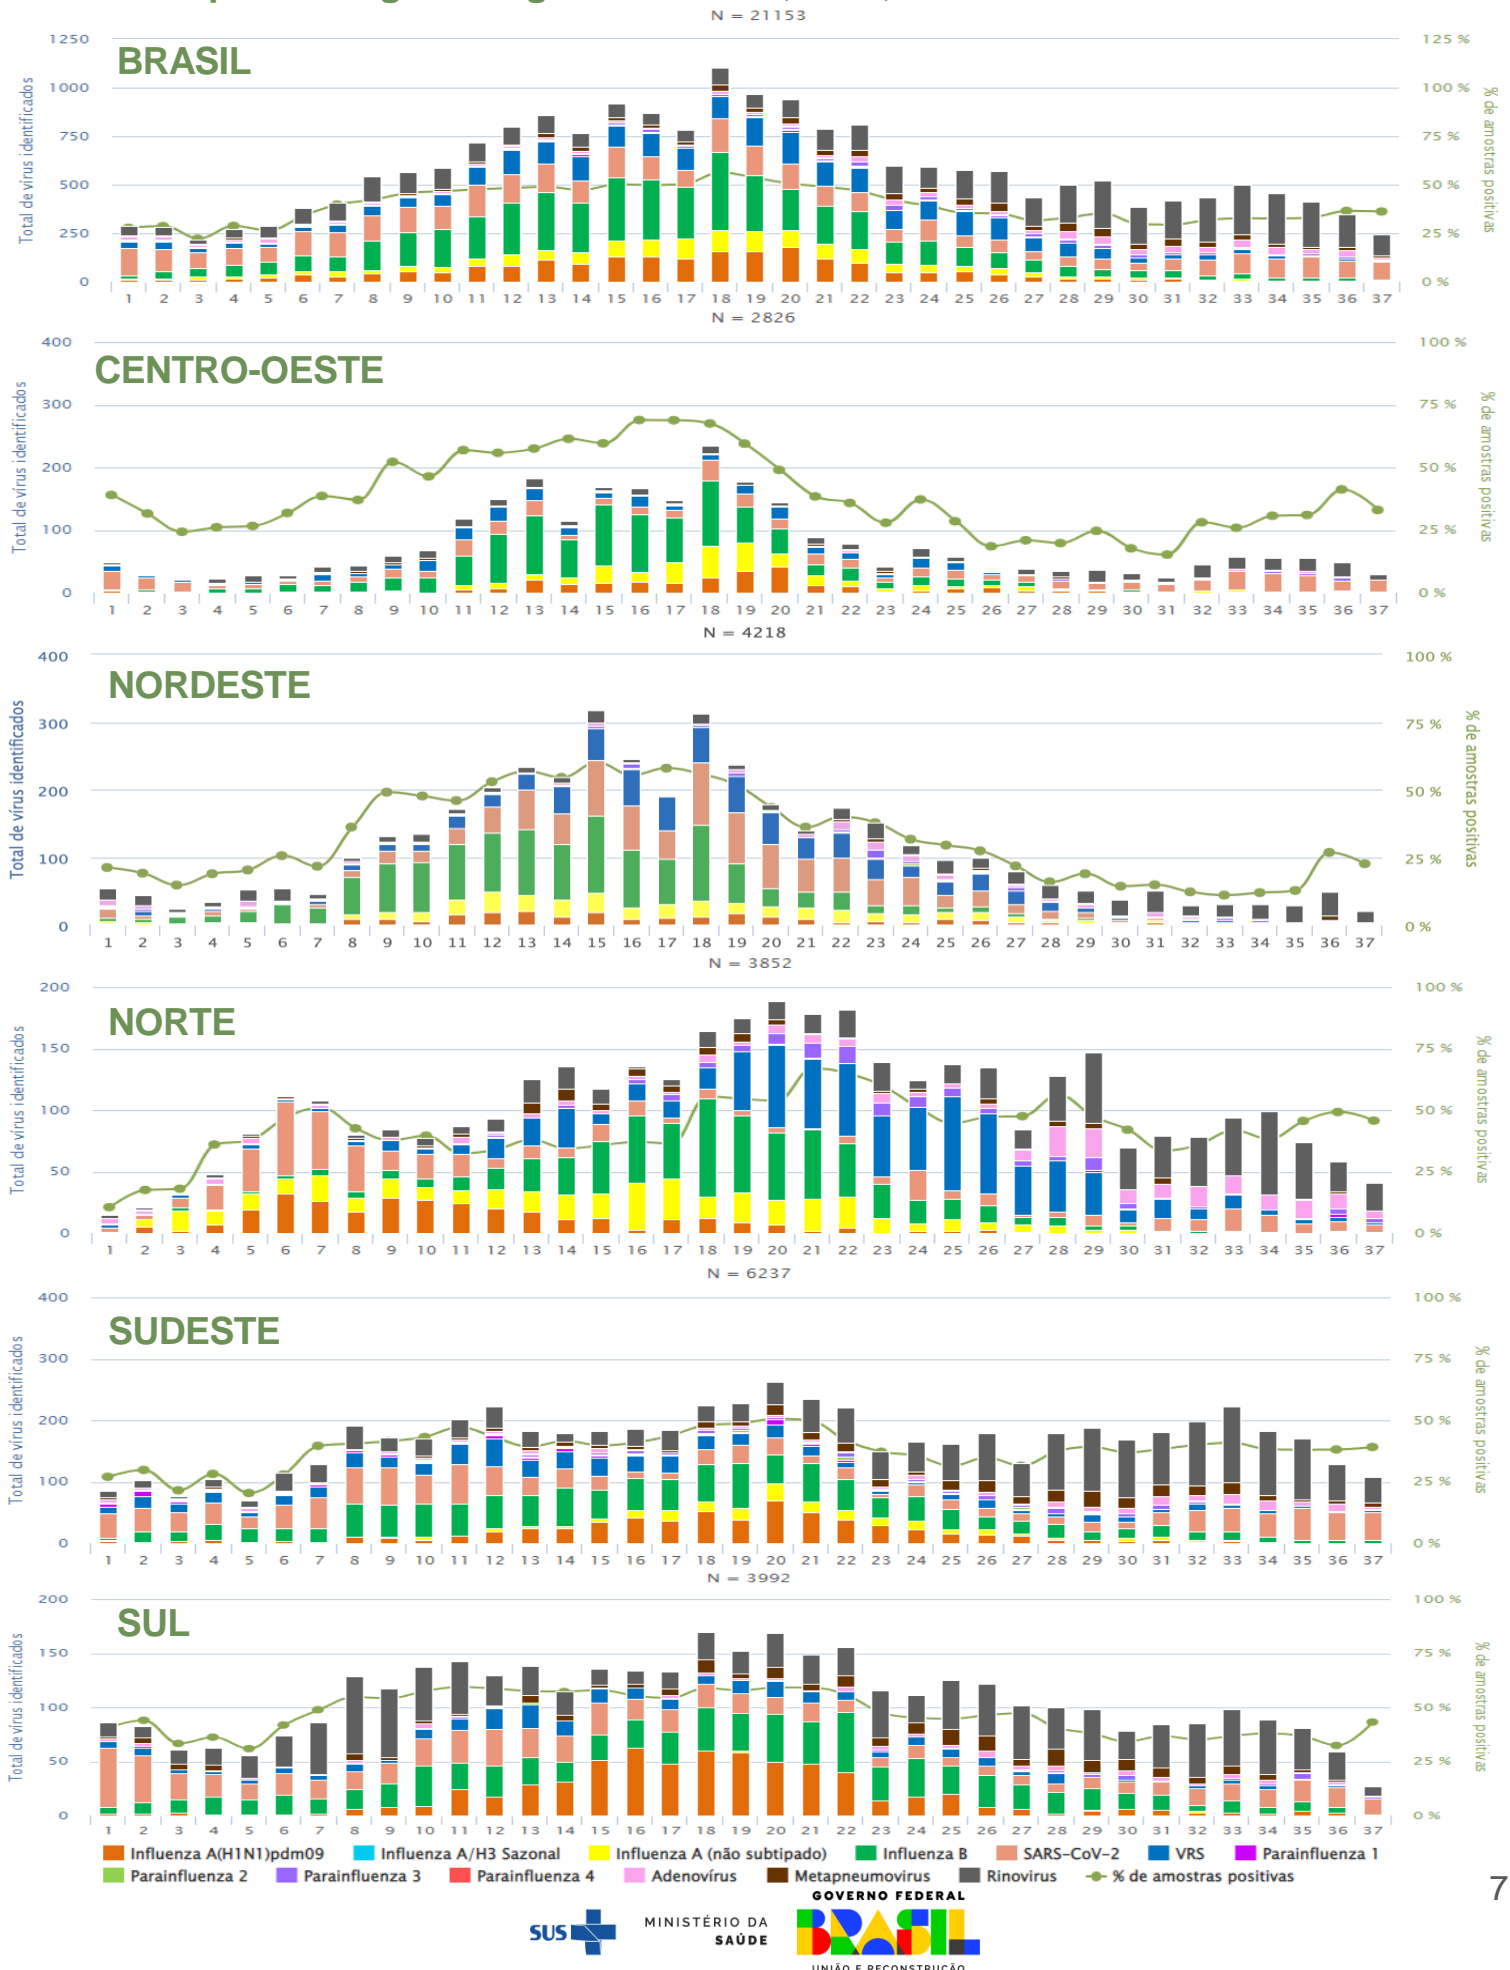 N = 21153
BRASIL
Total de vírus identificados
% de amostras positivas
1250
1000
750
500
250
0
125 %
100 %
75 %
50 %
25 %
0 %
1 2 3 4 5 6 7 8 9 10 11 12 13 14 15 16 17 18 19 20 21 22 23 24 25 26 27 28 29 30 31 32 33 34 35 36 37
N = 2826
CENTRO-OESTE
Total de vírus identificados
% de amostras positivas
400
300
200
100
0
100 %
75 %
50 %
25 %
0 %
1 2 3 4 5 6 7 8 9 10 11 12 13 14 15 16 17 18 19 20 21 22 23 24 25 26 27 28 29 30 31 32 33 34 35 36 37
N = 4218
NORDESTE
Total de vírus identificados
% de amostras positivas
400
300
200
100
0
100 %
75 %
50 %
25 %
0 %
1 2 3 4 5 6 7 8 9 10 11 12 13 14 15 16 17 18 19 20 21 22 23 24 25 26 27 28 29 30 31 32 33 34 35 36 37
N = 3852
NORTE
Total de vírus identificados
% de amostras positivas
200
150
100
50
0
100 %
75 %
50 %
25 %
0 %
1 2 3 4 5 6 7 8 9 10 11 12 13 14 15 16 17 18 19 20 21 22 23 24 25 26 27 28 29 30 31 32 33 34 35 36 37
N = 6237
SUDESTE
Total de vírus identificados
% de amostras positivas
400
300
200
100
0
100 %
75 %
50 %
25 %
0 %
1 2 3 4 5 6 7 8 9 10 11 12 13 14 15 16 17 18 19 20 21 22 23 24 25 26 27 28 29 30 31 32 33 34 35 36 37
N = 3992
SUL
Total de vírus identificados
% de amostras positivas
200
150
100
50
0
100 %
75 %
50 %
25 %
0 %
1 2 3 4 5 6 7 8 9 10 11 12 13 14 15 16 17 18 19 20 21 22 23 24 25 26 27 28 29 30 31 32 33 34 35 36 37
Influenza A(H1N1)pdm09 Influenza A/H3 Sazonal Influenza A (não subtipado) Influenza B SARS-CoV-2 VRS Parainfluenza 1
Parainfluenza 2 Parainfluenza 3 Parainfluenza 4 Adenovírus Metapneumovirus Rinovirus % de amostras positivas
7
SUS
MINISTÉRIO DA
SAÚDE
GOVERNO FEDERAL
BRASIL
UNIÃO E RECONSTRUÇÃO